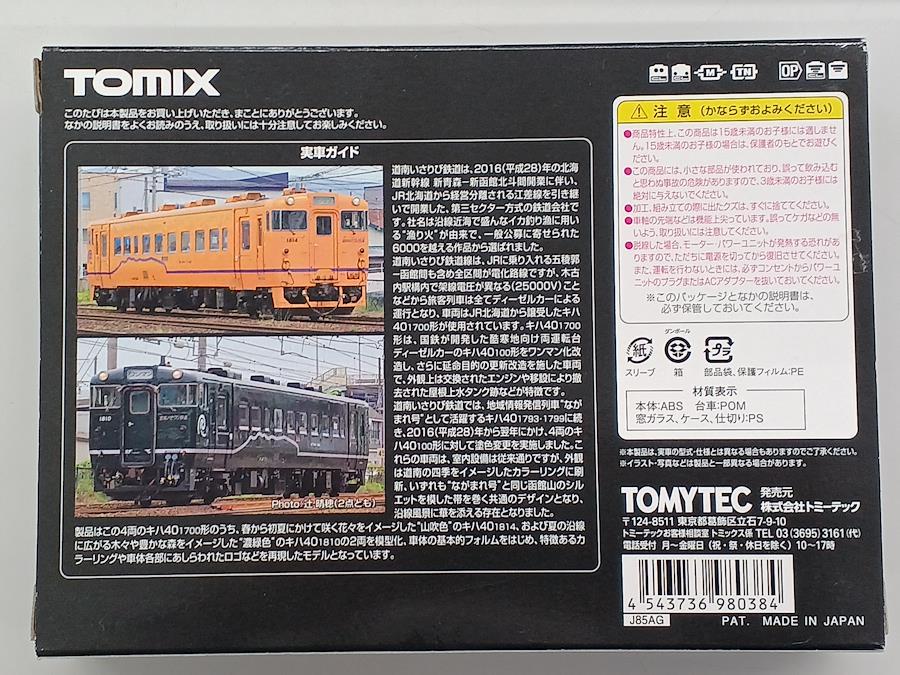 TOMIX
このたびは本製品をお買い上げいただき、まことにありがとうございます。
なかの説明書をよくお読みのうえ、取り扱いには十分注意してお楽しみください。
実車ガイド
道南いさりび鉄道は、2016(平成28)年の北海
道新幹線 新青森−新函館北斗間開業に伴い、
JR北海道から経営分離される江差線を引き継
いで開業した、第三セクター方式の鉄道会社で
す。社名は沿線近海で盛んなイカ釣り漁に用い
る“漁り火”が由来で、一般公募に寄せられた
6000を越える作品から選ばれました。
道南いさりび鉄道線は、JRに乗り入れる五稜郭
−函館間も含め全区間が電化路線ですが、木古
内駅構内で架線電圧が異なる(25000V)こと
などから旅客列車は全てディーゼルカーによる
運行となり、車両はJR北海道から譲受したキハ
401700形が使用されています。キハ401700
形は、国鉄が開発した酷寒地向け両運転台
ディーゼルカーのキハ40100形をワンマン化改
造し、さらに延命目的の更新改造を施した車両
で、外観上は交換されたエンジンや移設により撤
去された屋根上水タンク跡などが特徴です。
道南いさりび鉄道では、地域情報発信列車“なが
まれ号”として活躍するキハ401793・1799に続
き、2016(平成28)年から翌年にかけ、4両のキ
ハ40100形に対して塗色変更を実施しました。こ
れらの車両は、室内設備は従来通りですが、外観
は道南の四季をイメージしたカラーリングに刷
新、いずれも“ながまれ号”と同じ函館山のシル
エットを模した帯を巻く共通のデザインとなり、
沿線風景に華を添える存在となりました。
1814
ワンマン
1810
Photo：辻 晴穂(2点とも)
製品はこの4両のキハ401700形のうち、春から初夏にかけて咲く花々をイメージした“山吹色”のキハ401814、および夏の沿線
に広がる木々や豊かな森をイメージ“濃緑色”のキハ401810の2両を模型化、車体の基本的フォルムをはじめ、特徴あるカ
ラーリングや車体各部にあしらわれたロゴなどを再現したモデルとなっています。
M TN OP
注 意 (かならずおよみください)
●商品特性上、この商品は15歳未満のお子様には適しませ
ん。15歳未満のお子様の場合は、保護者のもとでお遊びく
ださい。
●この商品には、小さな部品が使われており、誤って飲み込む
と思わぬ事故の危険がありますので、3歳未満のお子様には
絶対に与えないでください。
●加工、組み立ての際に出たクズは、すぐに捨ててください。
●車軸の先端などは機能上尖っています。誤ってケガなどの無
いよう、取り扱いにはご注意ください。
●脱線した場合、モーター・パワーユニットが発熱する恐れがあ
りますので、ただちに電源を切ってから復旧させてください。
また、運転を行わないときには、必ずコンセントからパワーユ
ニットのプラグまたはACアダプターを抜いておいてください。
※このパッケージとなかの説明書は、
必ず保管しておいてください。
紙
スリーブ
ダンボール
箱
プラ
部品袋、保護フィルム:PE
材質表示
本体:ABS 台車:POM
窓ガラス、ケース、仕切り:PS
※本製品は、実車の型式・仕様とは異なる場合もありますのでご了承ください。
※イラスト・写真などは製品と一部異なる場合があります。
TOMYTEC 発売元 株式会社トミーテック
〒124-8511 東京都葛飾区立石7-9-10
トミーテックお客様相談室 トミックス係 TEL 03(3695)3161(代)
電話受付 月〜金曜日(祝・祭・休日を除く)10〜17時
4 543736 980384
J85AG
PAT. MADE IN JAPAN